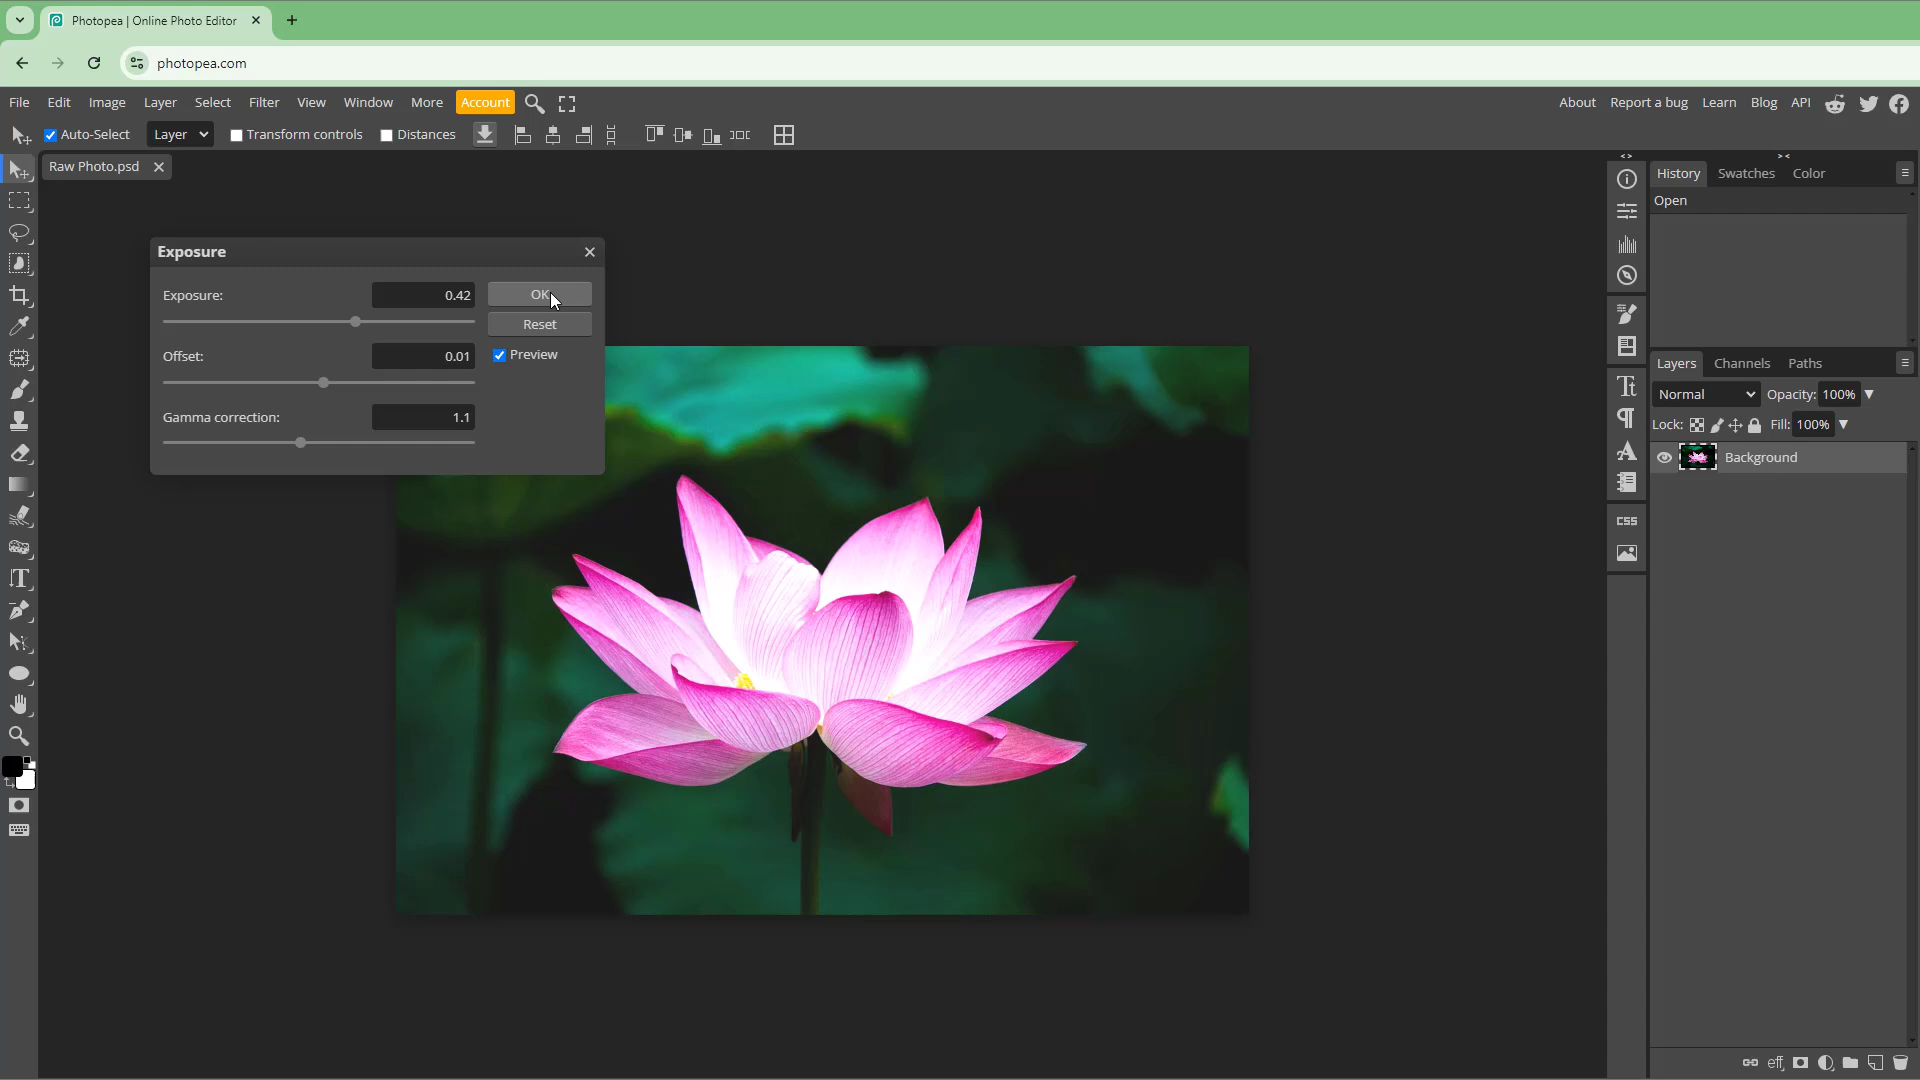 Photopea | Online Photo Editor
photopea.com
File Edit Image Layer Select Filter View Window More Account About Report a bug Learn Blog API
Auto-Select Layer Transform controls Distances
Raw Photo.psd
History Swatches Color
Open
Exposure
Exposure: 0.42 OK
Reset
Offset: 0.01 Preview
Gamma correction: 1.1
Layers Channels Paths
Normal Opacity: 100%
Lock: Fill: 100%
Background
CSS
eff